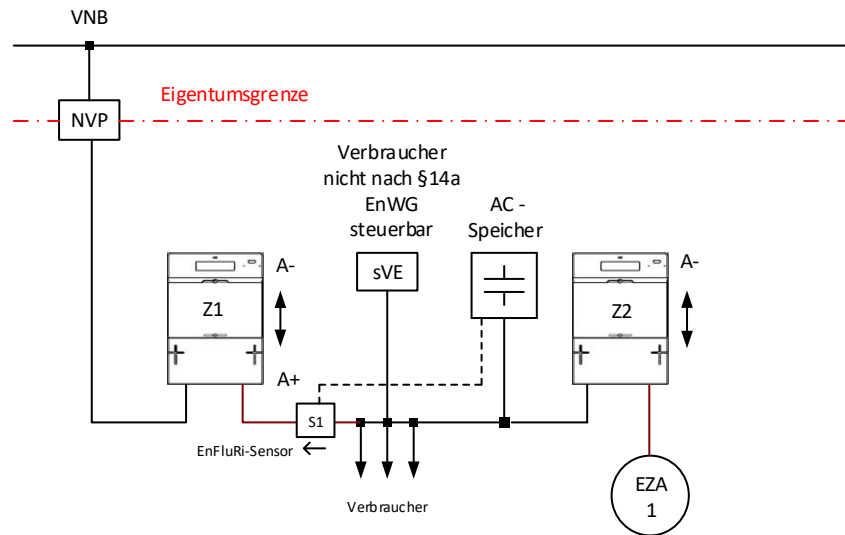 VNB
Eigentumsgrenze
NVP
Verbraucher
nicht nach §14a
EnWG
steuerbar
AC -
Speicher
A-
sVE
A-
Z1
Z2
A+
S1
EnFluRi-Sensor
Verbraucher
EZA
1